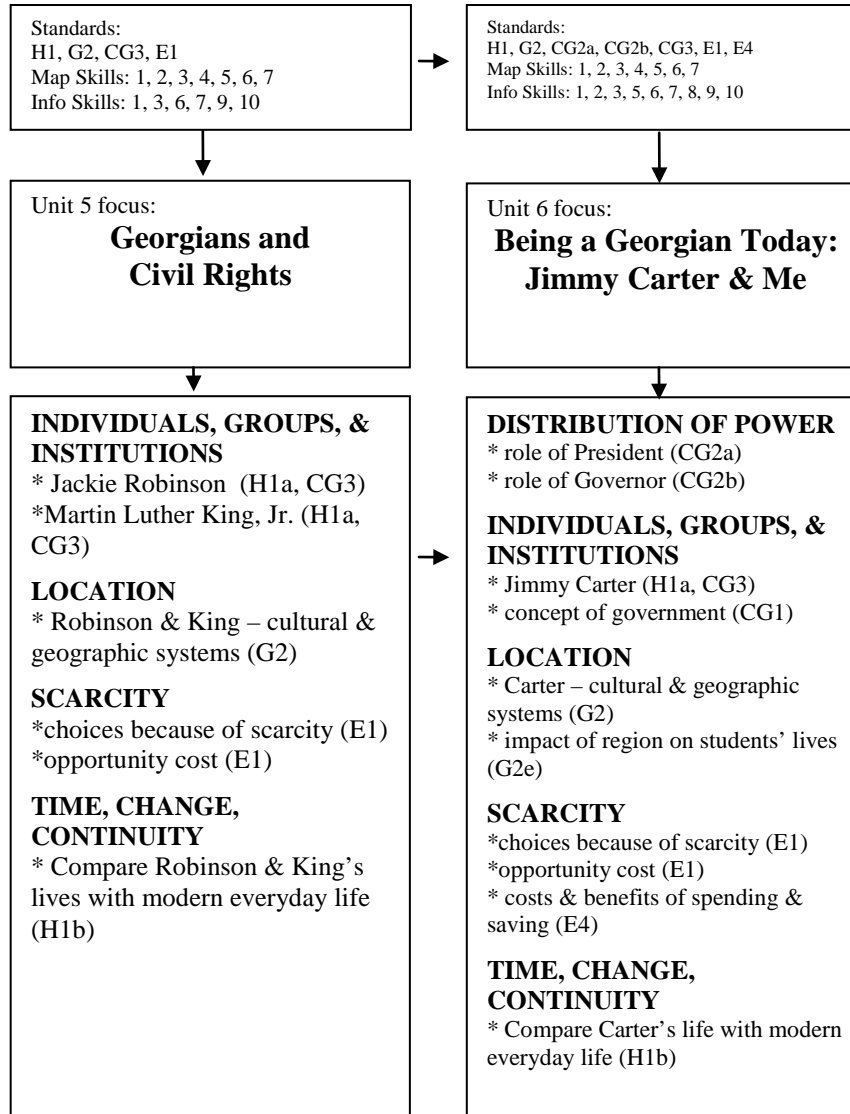 Standards:
H1, G2, CG3, E1
Map Skills: 1, 2, 3, 4, 5, 6, 7
Info Skills: 1, 3, 6, 7, 9, 10
Standards:
H1, G2, CG2a, CG2b, CG3, E1, E4
Map Skills: 1, 2, 3, 4, 5, 6, 7
Info Skills: 1, 2, 3, 5, 6, 7, 8, 9, 10
Unit 5 focus:
Georgians and
Civil Rights
Unit 6 focus:
Being a Georgian Today:
Jimmy Carter & Me
INDIVIDUALS, GROUPS, &
INSTITUTIONS
* Jackie Robinson (H1a, CG3)
*Martin Luther King, Jr. (H1a,
CG3)
LOCATION
* Robinson & King – cultural &
geographic systems (G2)
SCARCITY
*choices because of scarcity (E1)
*opportunity cost (E1)
TIME, CHANGE,
CONTINUITY
* Compare Robinson & King’s
lives with modern everyday life
(H1b)
DISTRIBUTION OF POWER
* role of President (CG2a)
* role of Governor (CG2b)
INDIVIDUALS, GROUPS, &
INSTITUTIONS
* Jimmy Carter (H1a, CG3)
* concept of government (CG1)
LOCATION
* Carter – cultural & geographic
systems (G2)
* impact of region on students’ lives
(G2e)
SCARCITY
*choices because of scarcity (E1)
*opportunity cost (E1)
* costs & benefits of spending &
saving (E4)
TIME, CHANGE,
CONTINUITY
* Compare Carter’s life with modern
everyday life (H1b)